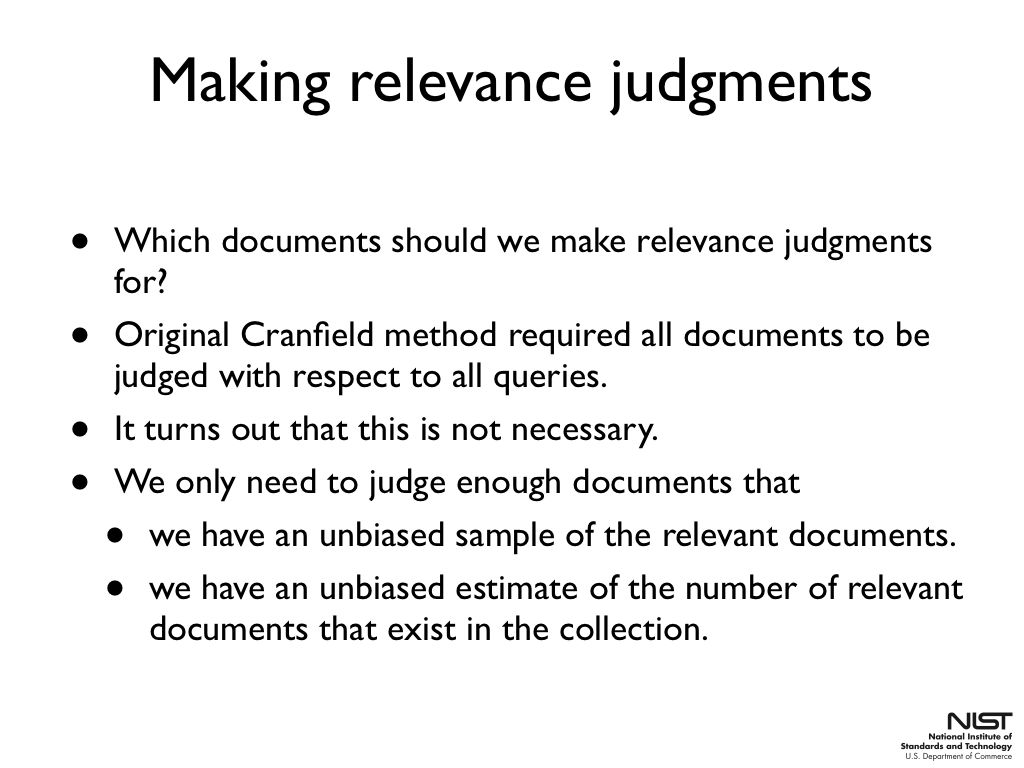 Making relevance judgments
• Which documents should we make relevance judgments
for?
• Original Cranfield method required all documents to be
judged with respect to all queries.
• It turns out that this is not necessary.
• We only need to judge enough documents that
• we have an unbiased sample of the relevant documents.
• we have an unbiased estimate of the number of relevant
documents that exist in the collection.
NIST
National Institute of
Standards and Technology
U.S. Department of Commerce